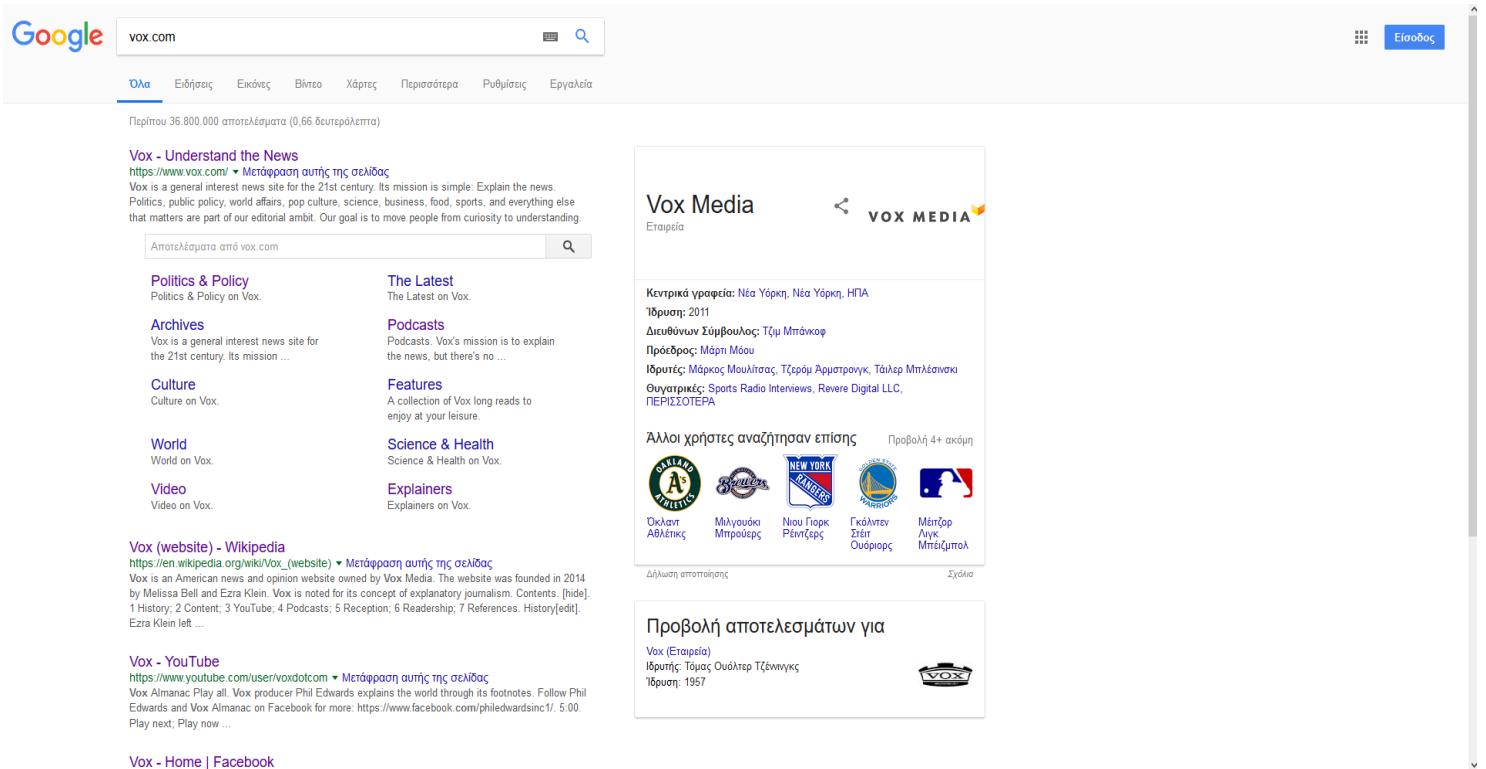 Google
vox.com
Είσοδος
Όλα Ειδήσεις Εικόνες Βίντεο Χάρτες Περισσότερα Ρυθμίσεις Εργαλεία
Περίπου 36.800.000 αποτελέσματα (0,66 δευτερόλεπτα)
Vox - Understand the News
https://www.vox.com/ ▼ Μετάφραση αυτής της σελίδας
Vox is a general interest news site for the 21st century. Its mission is simple: Explain the news.
Politics, public policy, world affairs, pop culture, science, business, food, sports, and everything else
that matters are part of our editorial ambit. Our goal is to move people from curiosity to understanding.
Αποτελέσματα από vox.com
Politics & Policy
Politics & Policy on Vox.
The Latest
The Latest on Vox.
Archives
Vox is a general interest news site for
the 21st century. Its mission ...
Podcasts
Podcasts. Vox's mission is to explain
the news, but there's no ...
Culture
Culture on Vox.
Features
A collection of Vox long reads to
enjoy at your leisure.
World
World on Vox.
Science & Health
Science & Health on Vox.
Video
Video on Vox.
Explainers
Explainers on Vox.
Vox (website) - Wikipedia
https://en.wikipedia.org/wiki/Vox_(website) ▼ Μετάφραση αυτής της σελίδας
Vox is an American news and opinion website owned by Vox Media. The website was founded in 2014
by Melissa Bell and Ezra Klein. Vox is noted for its concept of explanatory journalism. Contents. [hide].
1 History; 2 Content; 3 YouTube; 4 Podcasts; 5 Reception; 6 Readership; 7 References. History[edit].
Ezra Klein left ...
Vox - YouTube
https://www.youtube.com/user/voxdotcom ▼ Μετάφραση αυτής της σελίδας
Vox Almanac Play all. Vox producer Phil Edwards explains the world through its footnotes. Follow Phil
Edwards and Vox Almanac on Facebook for more: https://www.facebook.com/philedwardsinc1/. 5:00.
Play next; Play now ...
Vox - Home | Facebook
Vox Media
Εταιρεία
VOX MEDIA
Κεντρικά γραφεία: Νέα Υόρκη, Νέα Υόρκη, ΗΠΑ
Ίδρυση: 2011
Διευθύνων Σύμβουλος: Τζιμ Μπάνκοφ
Πρόεδρος: Μάρτι Μόου
Ιδρυτές: Μάρκος Μουλίτσας, Τζερόμ Άρμστρονγκ, Τάιλερ Μπλέσινσκι
Θυγατρικές: Sports Radio Interviews, Revere Digital LLC,
ΠΕΡΙΣΣΟΤΕΡΑ
Άλλοι χρήστες αναζήτησαν επίσης Προβολή 4+ ακόμη
OAKLAND A's ATHLETICS
Brewers
NEW YORK RANGERS
GOLDEN STATE WARRIORS
Όκλαντ
Αθλέτικς
Μιλγουόκι
Μπρούερς
Νιου Γιορκ
Ρέιντζερς
Γκόλντεν
Στέιτ
Ουόριορς
Μέιτζορ
Λιγκ
Μπέιζμπολ
Δήλωση αποποίησης Σχόλια
Προβολή αποτελεσμάτων για
Vox (Εταιρεία)
Ιδρυτής: Τόμας Ουόλτερ Τζένινγκς
Ίδρυση: 1957
VOX